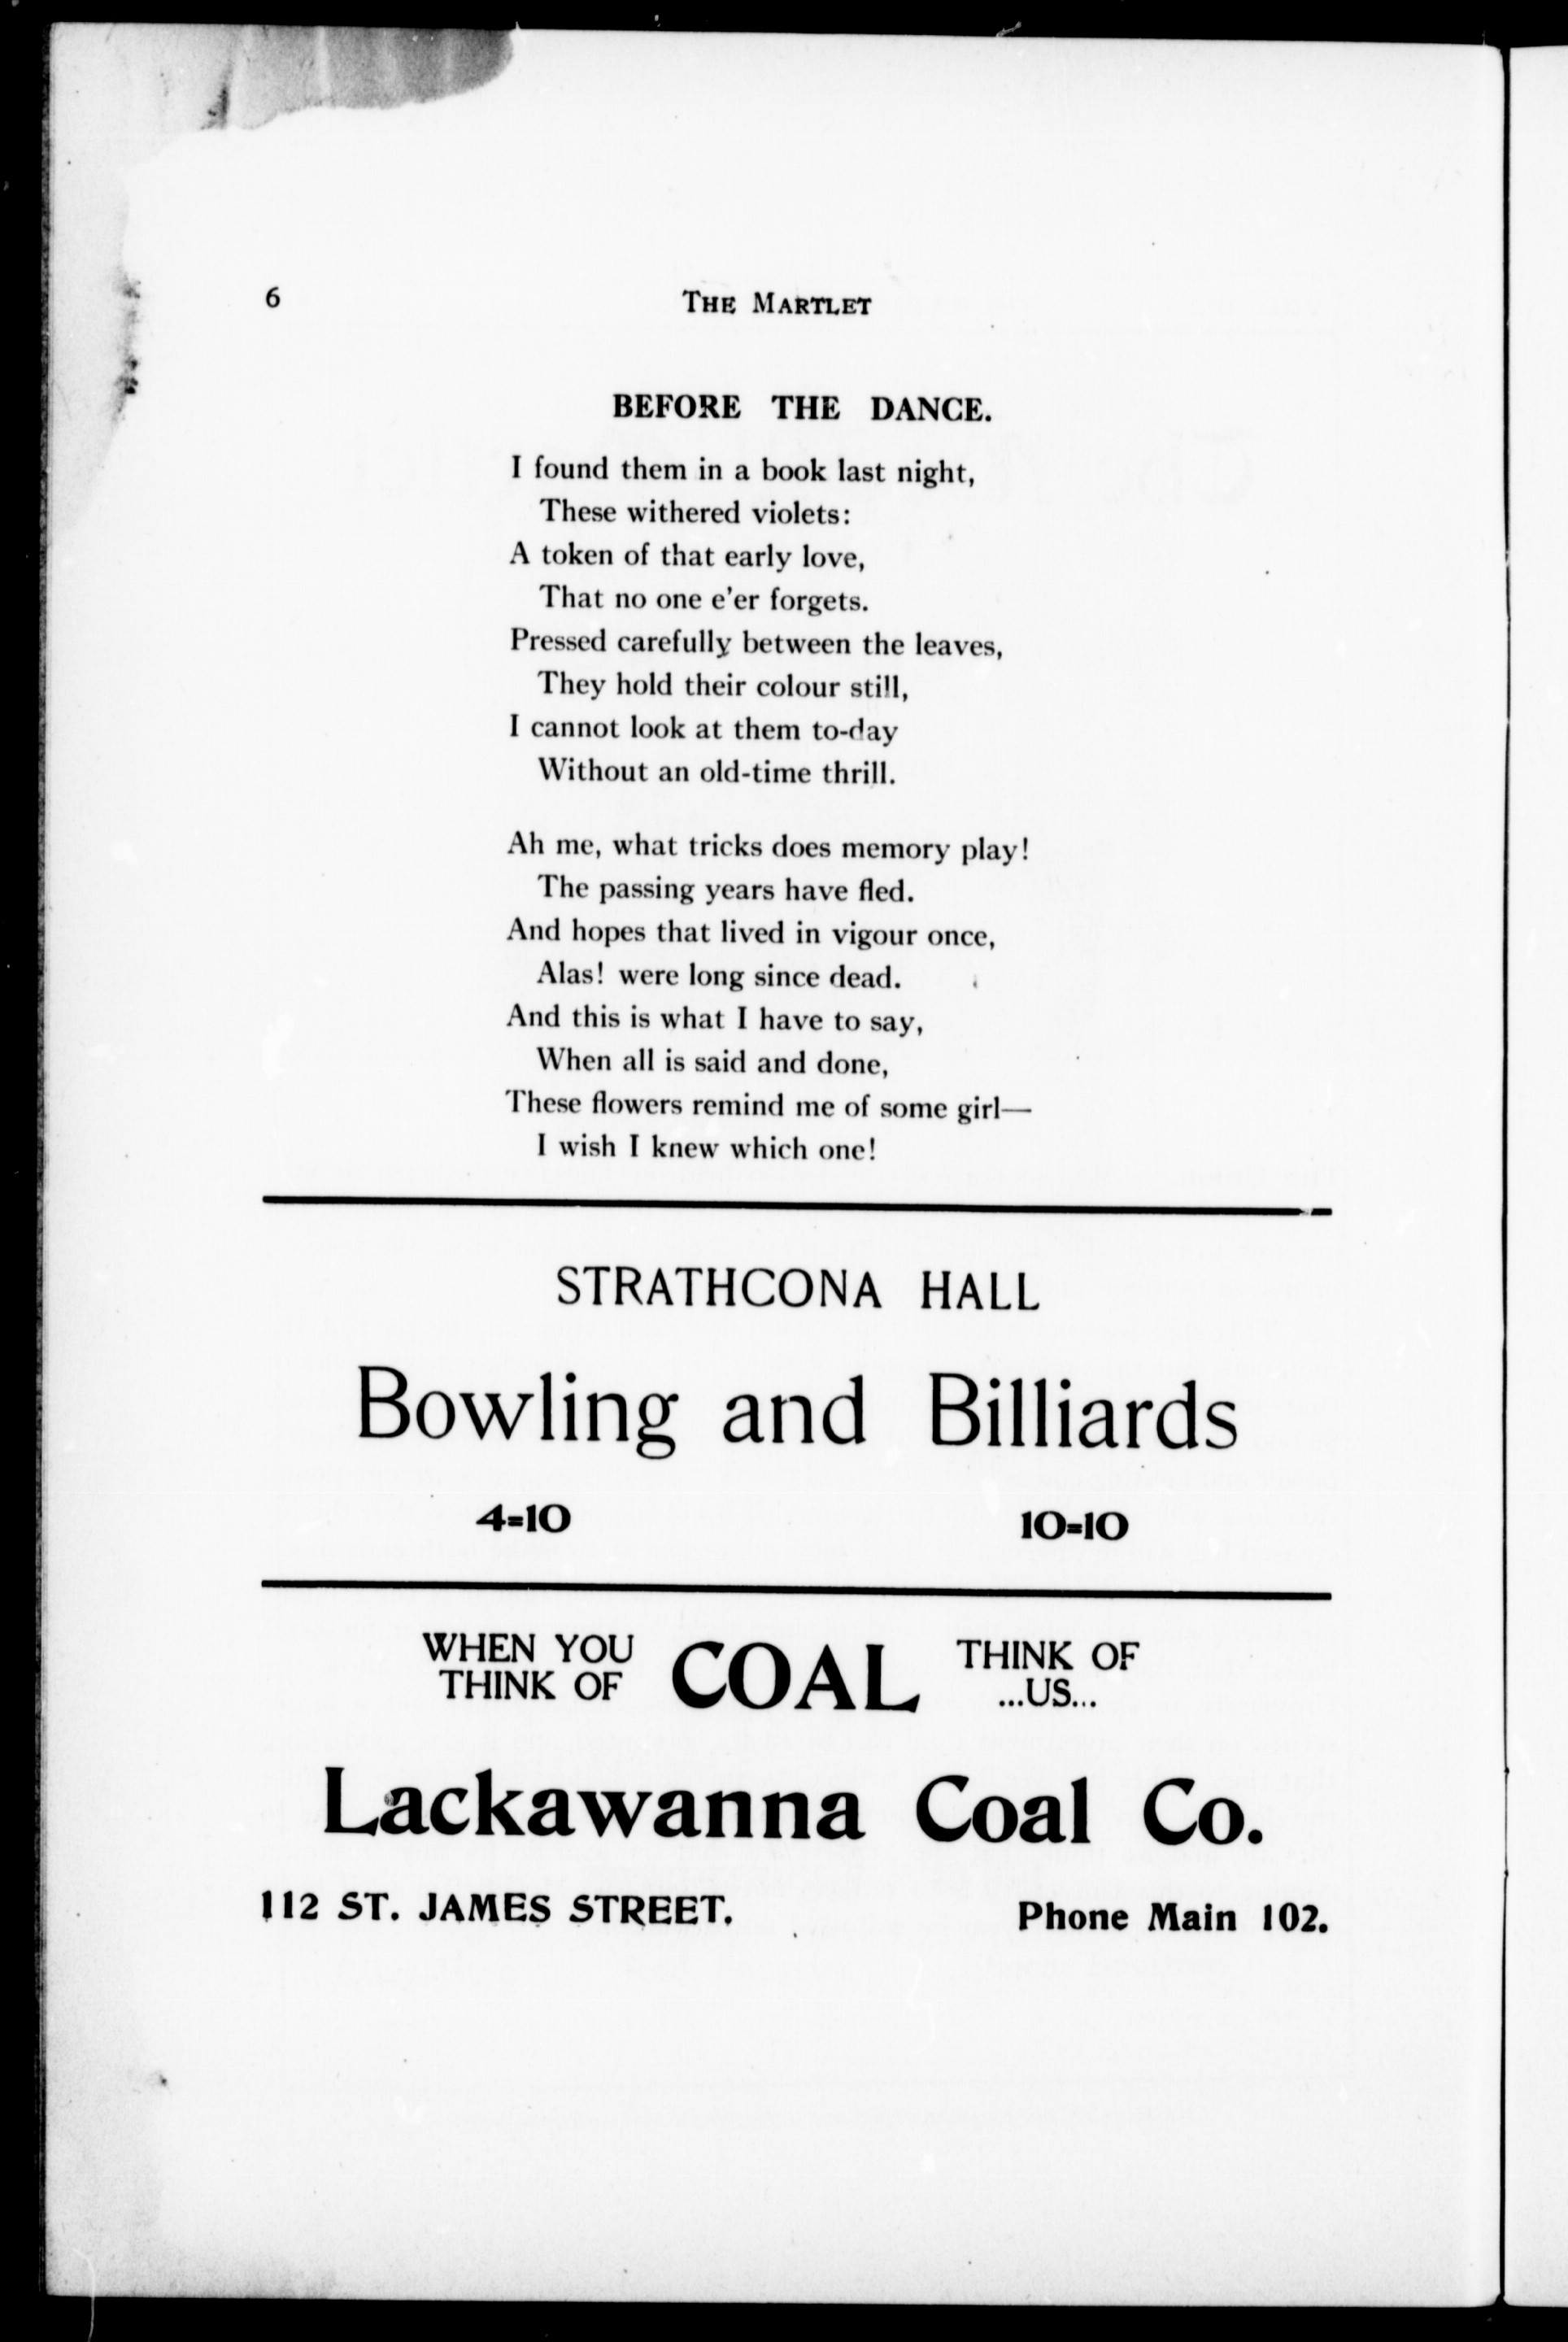 6
THE MARTLET
BEFORE THE DANCE.
I found them in a book last night,
These withered violets:
A token of that early love,
That no one e'er forgets.
Pressed carefully between the leaves,
They hold their colour still,
I cannot look at them to-day
Without an old-time thrill.
Ah me, what tricks does memory play!
The passing years have fled.
And hopes that lived in vigour once,
Alas! were long since dead.
And this is what I have to say,
When all is said and done,
These flowers remind me of some girl—
I wish I knew which one!
STRATHCONA HALL
Bowling and Billiards
4=10 10=10
WHEN YOU
THINK OF
COAL
THINK OF
...US...
Lackawanna Coal Co.
112 ST. JAMES STREET. Phone Main 102.